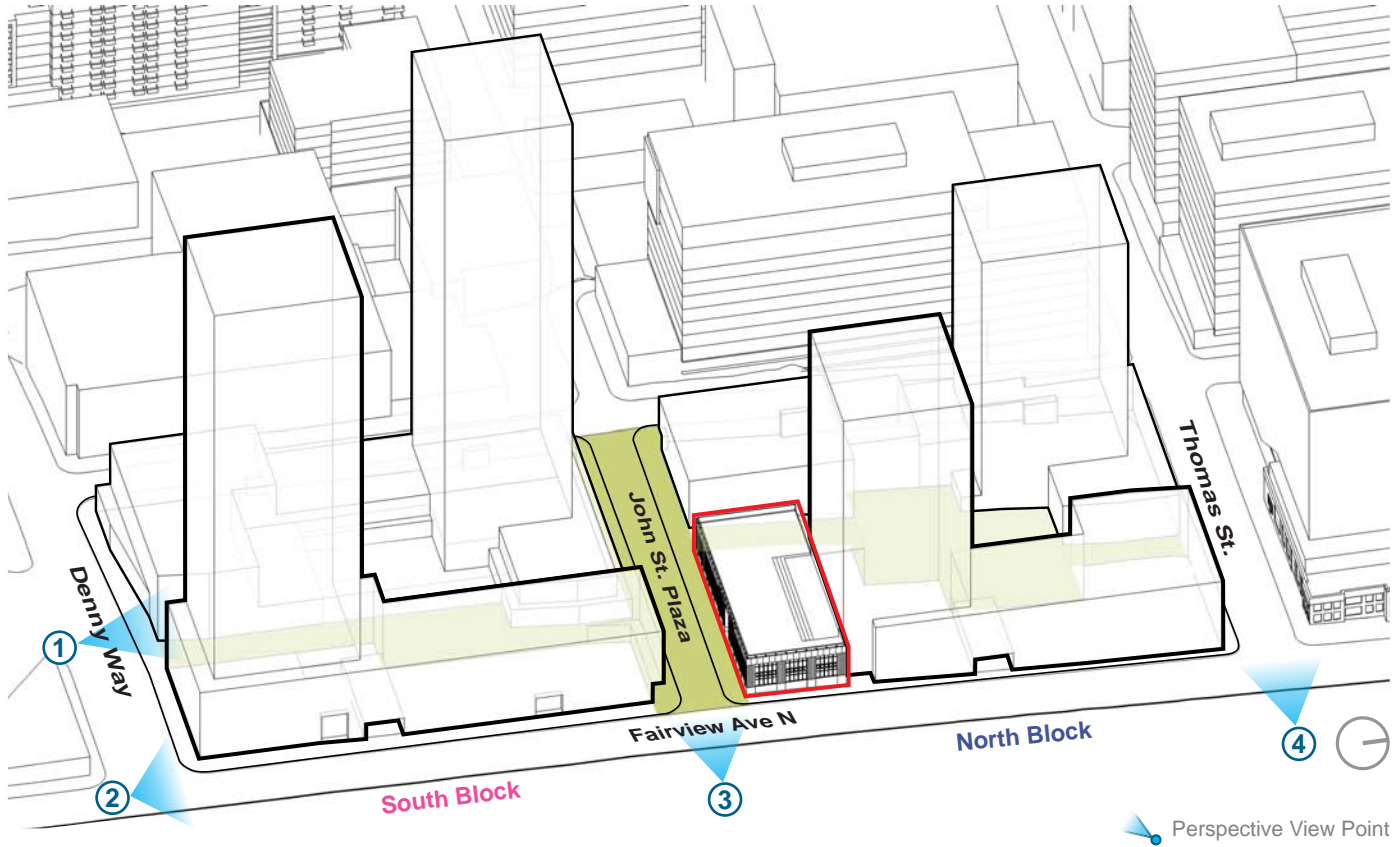 Thomas St.
John St. Plaza
Denny Way
1
Fairview Ave N
North Block
4
South Block
2
3
Perspective View Point